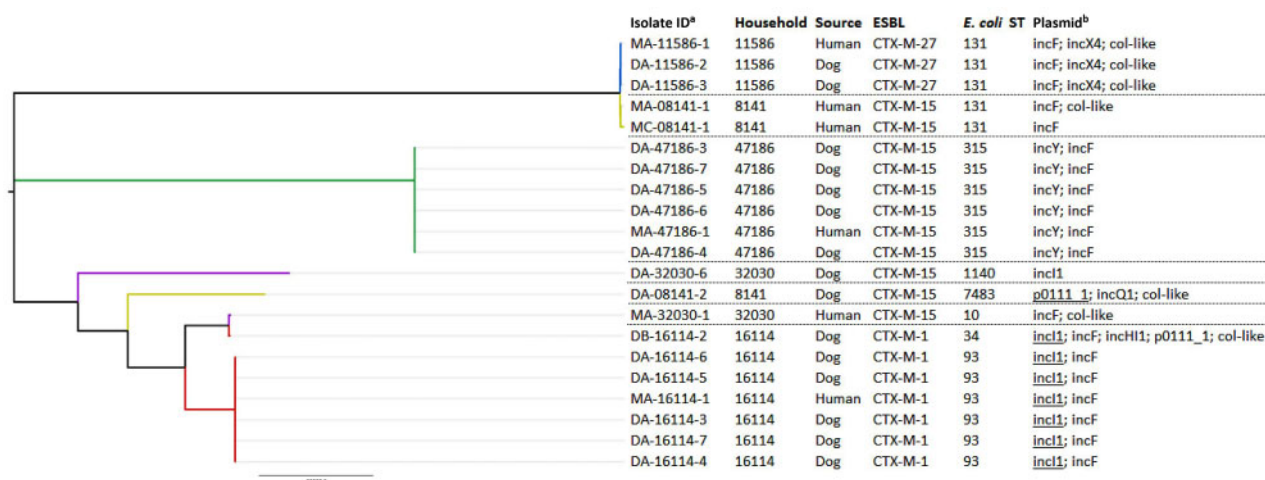 Isolate IDa Household Source ESBL E. coli ST Plasmidb
MA-11586-1 11586 Human CTX-M-27 131 incF; incX4; col-like
DA-11586-2 11586 Dog CTX-M-27 131 incF; incX4; col-like
DA-11586-3 11586 Dog CTX-M-27 131 incF; incX4; col-like
MA-08141-1 8141 Human CTX-M-15 131 incF; col-like
MC-08141-1 8141 Human CTX-M-15 131 incF
DA-47186-3 47186 Dog CTX-M-15 315 incY; incF
DA-47186-7 47186 Dog CTX-M-15 315 incY; incF
DA-47186-5 47186 Dog CTX-M-15 315 incY; incF
DA-47186-6 47186 Dog CTX-M-15 315 incY; incF
MA-47186-1 47186 Human CTX-M-15 315 incY; incF
DA-47186-4 47186 Dog CTX-M-15 315 incY; incF
DA-32030-6 32030 Dog CTX-M-15 1140 incI1
DA-08141-2 8141 Dog CTX-M-15 7483 p0111_1; incQ1; col-like
MA-32030-1 32030 Human CTX-M-15 10 incF; col-like
DB-16114-2 16114 Dog CTX-M-1 34 incI1; incF; incHI1; p0111_1; col-like
DA-16114-6 16114 Dog CTX-M-1 93 incI1; incF
DA-16114-5 16114 Dog CTX-M-1 93 incI1; incF
MA-16114-1 16114 Human CTX-M-1 93 incI1; incF
DA-16114-3 16114 Dog CTX-M-1 93 incI1; incF
DA-16114-7 16114 Dog CTX-M-1 93 incI1; incF
DA-16114-4 16114 Dog CTX-M-1 93 incI1; incF